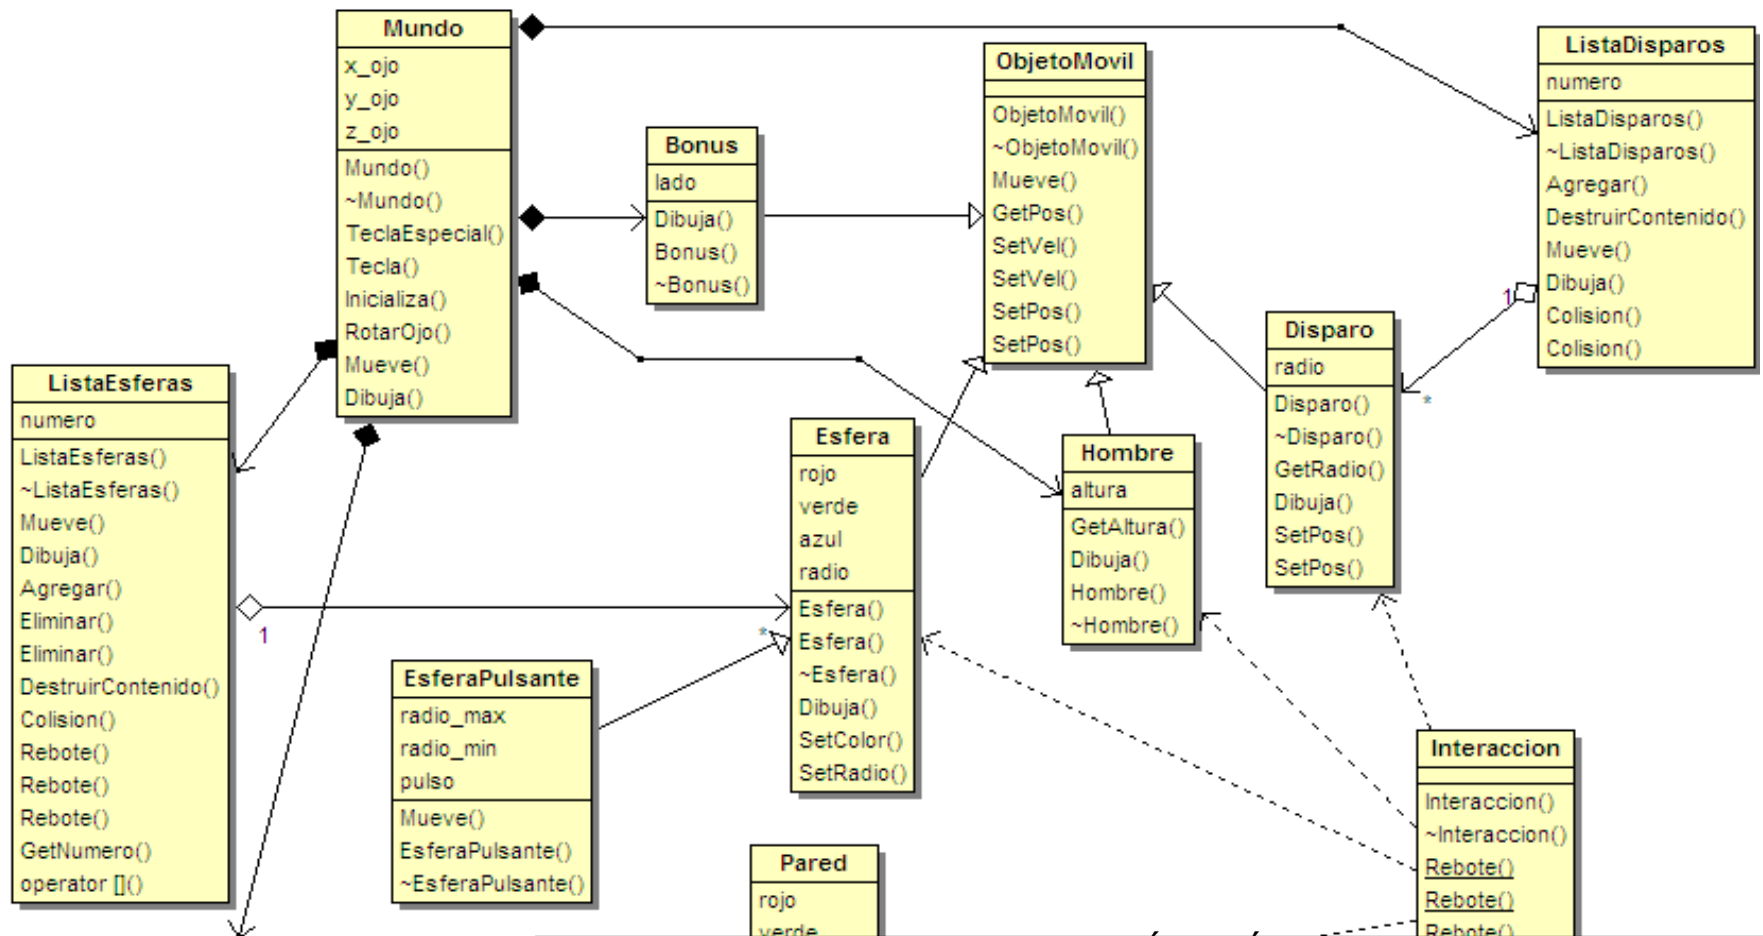 Mundo
x_ojo
y_ojo
z_ojo
Mundo()
~Mundo()
TeclaEspecial()
Tecla()
Inicializa()
RotarOjo()
Mueve()
Dibuja()
Bonus
lado
Dibuja()
Bonus()
~Bonus()
ObjetoMovil
ObjetoMovil()
~ObjetoMovil()
Mueve()
GetPos()
SetVel()
SetVel()
SetPos()
SetPos()
ListaDisparos
numero
ListaDisparos()
~ListaDisparos()
Agregar()
DestruirContenido()
Mueve()
Dibuja()
Colision()
Colision()
1
*
Disparo
radio
Disparo()
~Disparo()
GetRadio()
Dibuja()
SetPos()
SetPos()
ListaEsferas
numero
ListaEsferas()
~ListaEsferas()
Mueve()
Dibuja()
Agregar()
Eliminar()
Eliminar()
DestruirContenido()
Colision()
Rebote()
Rebote()
Rebote()
GetNumero()
operator []()
1
*
Esfera
rojo
verde
azul
radio
Esfera()
Esfera()
~Esfera()
Dibuja()
SetColor()
SetRadio()
Hombre
altura
GetAltura()
Dibuja()
Hombre()
~Hombre()
EsferaPulsante
radio_max
radio_min
pulso
Mueve()
EsferaPulsante()
~EsferaPulsante()
Pared
rojo
verde
Interaccion
Interaccion()
~Interaccion()
Rebote()
Rebote()
Rebote()